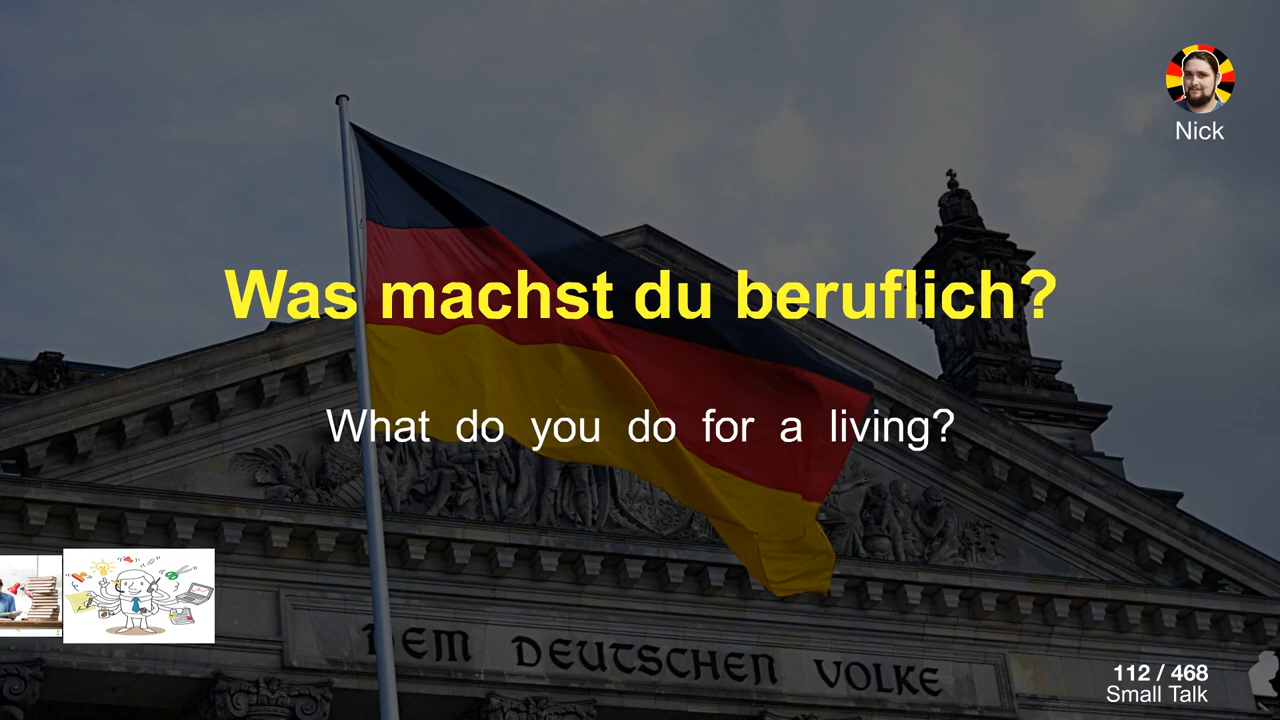 Nick
Was machst du beruflich?
What do you do for a living?
DEM DEUTSCHEN VOLKE
112 / 468
Small Talk